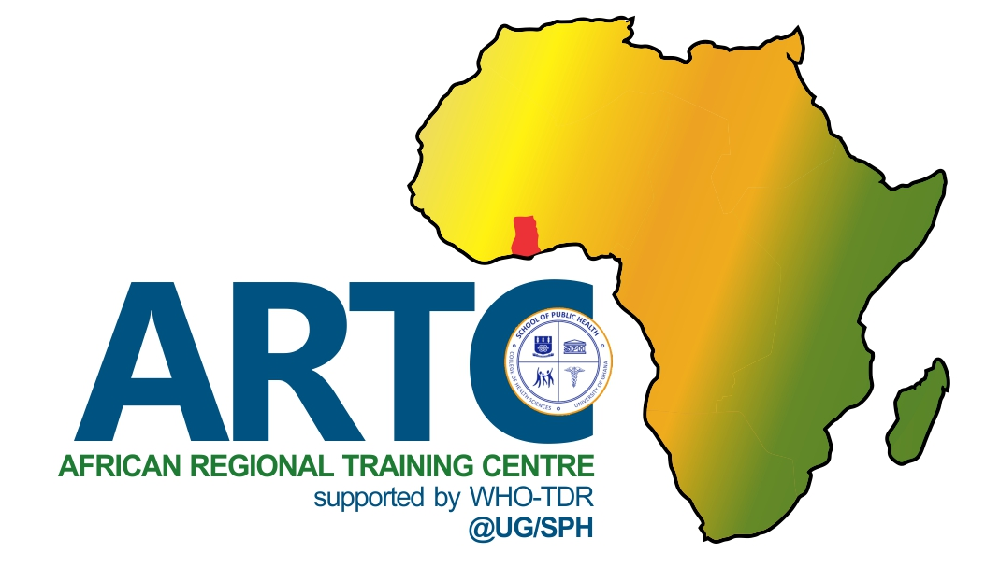 ARTC
SCHOOL OF PUBLIC HEALTH
COLLEGE OF HEALTH SCIENCES
UNIVERSITY OF GHANA
AFRICAN REGIONAL TRAINING CENTRE
supported by WHO-TDR
@UG/SPH